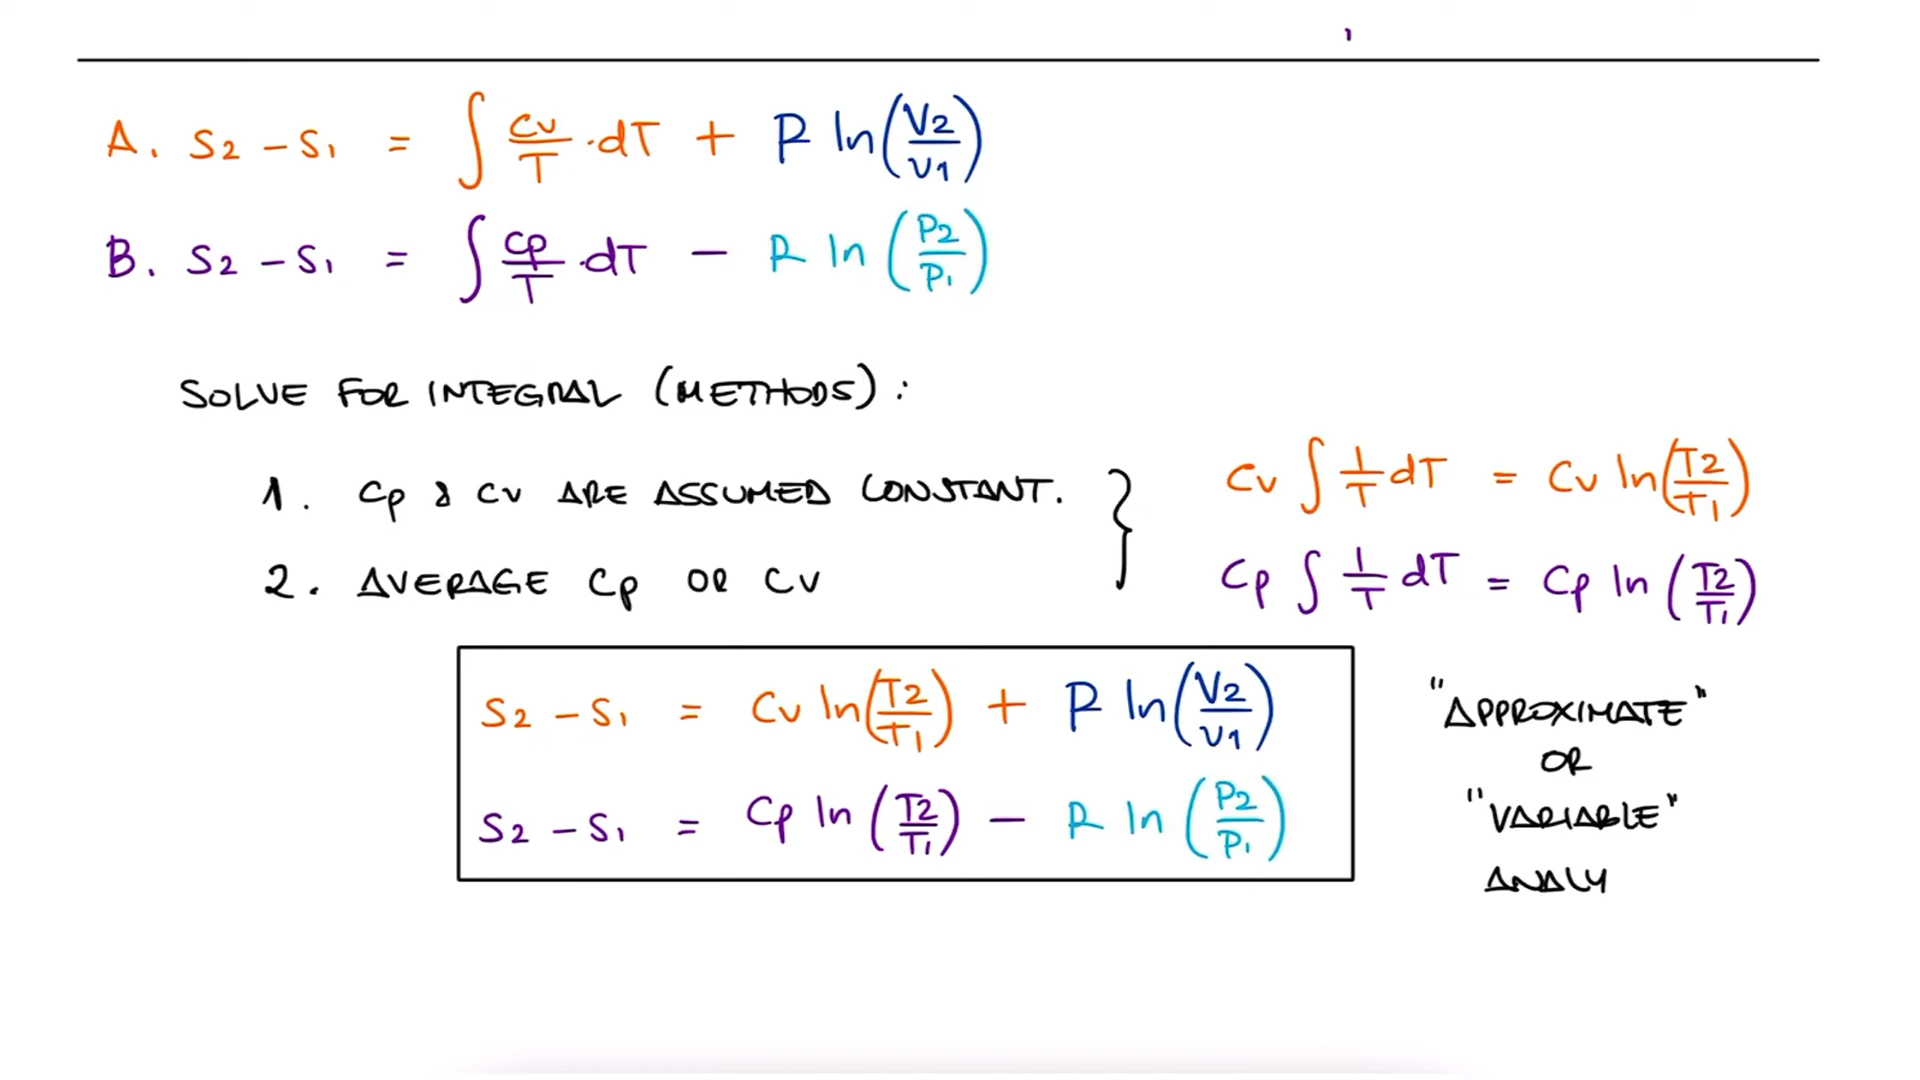 A. S2 - S1 = ∫ Cv/T · dT + R ln(V2/V1)
B. S2 - S1 = ∫ Cp/T · dT - R ln(P2/P1)
SOLVE FOR INTEGRAL (METHODS):
1. Cp & Cv ARE ASSUMED CONSTANT.
2. AVERAGE Cp OR Cv
Cv ∫ 1/T dT = Cv ln(T2/T1)
Cp ∫ 1/T dT = Cp ln(T2/T1)
S2 - S1 = Cv ln(T2/T1) + R ln(V2/V1)
S2 - S1 = Cp ln(T2/T1) - R ln(P2/P1)
"APPROXIMATE"
OR
"VARIABLE"
ANALY